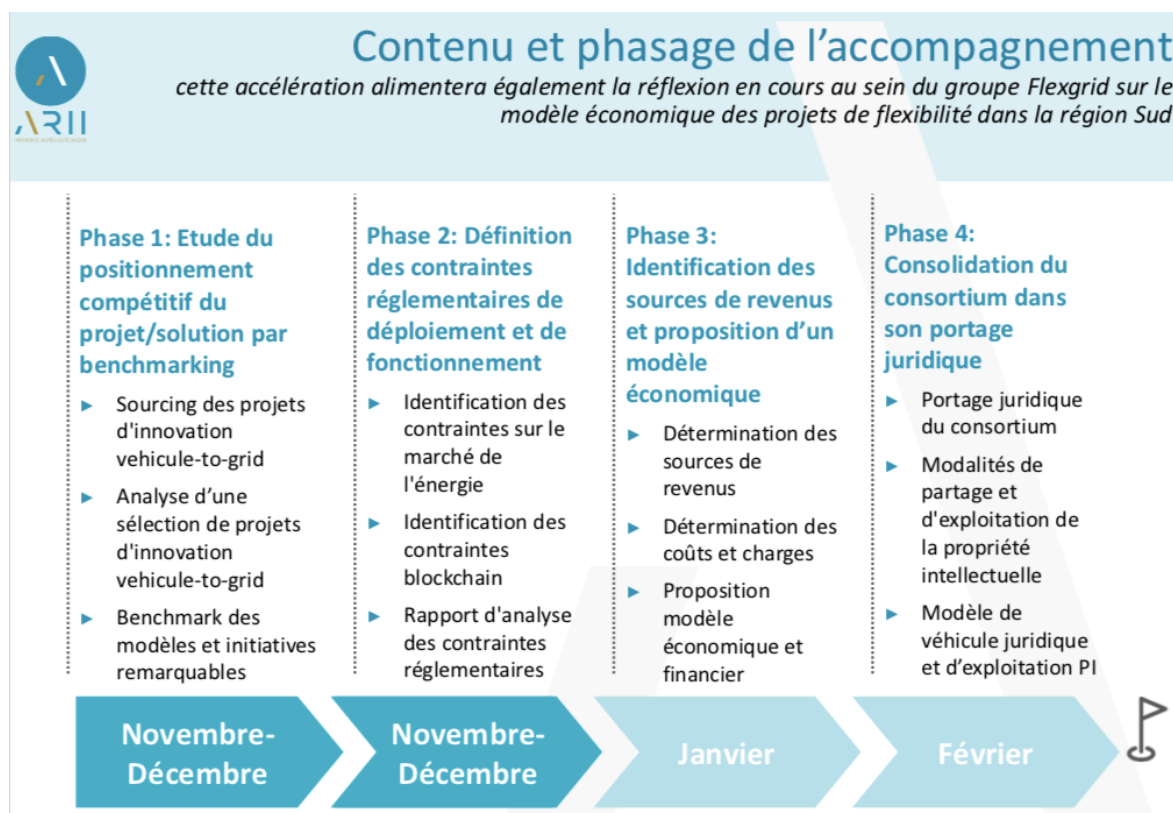 Contenu et phasage de l'accompagnement
cette accélération alimentera également la réflexion en cours au sein du groupe Flexgrid sur le
modèle économique des projets de flexibilité dans la région Sud
ARII
Phase 1: Etude du
positionnement
compétitif du
projet/solution par
benchmarking
► Sourcing des projets
d'innovation
vehicule-to-grid
► Analyse d'une
sélection de projets
d'innovation
vehicule-to-grid
► Benchmark des
modèles et initiatives
remarquables
Phase 2: Définition
des contraintes
réglementaires de
déploiement et de
fonctionnement
► Identification des
contraintes sur le
marché de
l'énergie
► Identification des
contraintes
blockchain
► Rapport d'analyse
des contraintes
réglementaires
Phase 3:
Identification des
sources de revenus
et proposition d'un
modèle
économique
► Détermination des
sources de
revenus
► Détermination des
coûts et charges
► Proposition
modèle
économique et
financier
Phase 4:
Consolidation du
consortium dans
son portage
juridique
► Portage juridique
du consortium
► Modalités de
partage et
d'exploitation de
la propriété
intellectuelle
► Modèle de
véhicule juridique
et d'exploitation PI
Novembre-
Décembre
Novembre-
Décembre
Janvier
Février